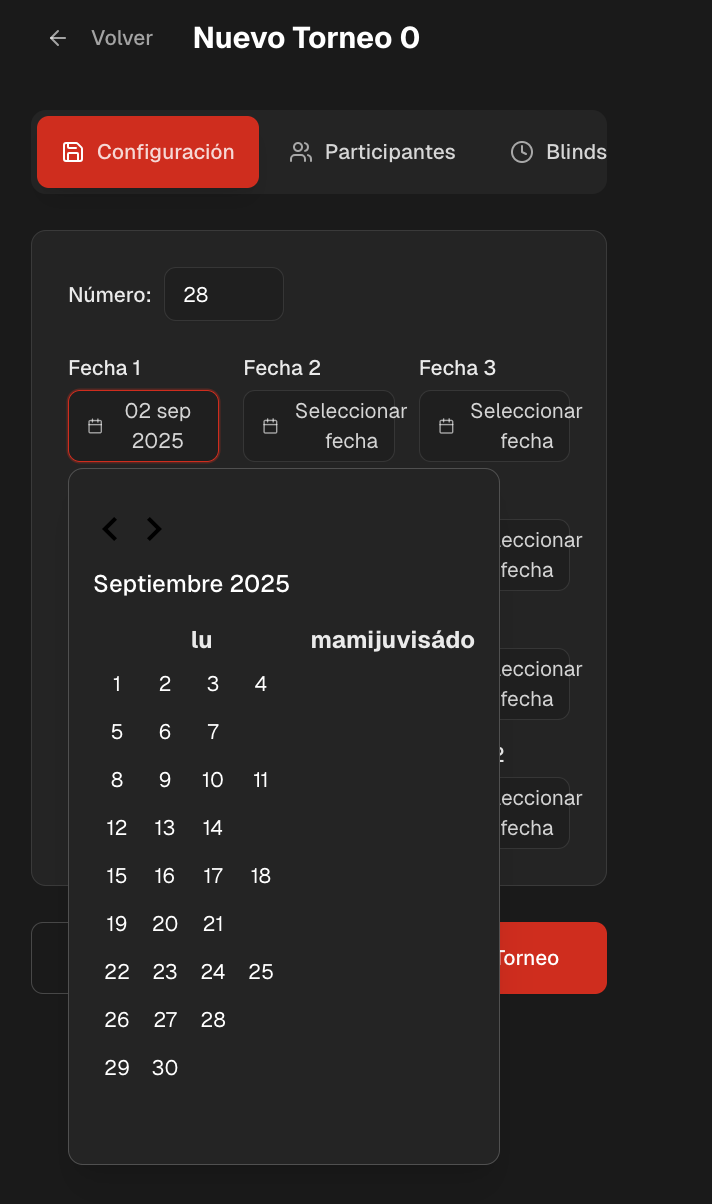 Volver Nuevo Torneo 0
Configuración Participantes Blinds
Número: 28
Fecha 1 Fecha 2 Fecha 3
02 sep Seleccionar Seleccionar
2025 fecha fecha
Septiembre 2025
lu mamijuvisádo
1 2 3 4
5 6 7
8 9 10 11
12 13 14
15 16 17 18
19 20 21
22 23 24 25
26 27 28
29 30
eccionar
fecha
eccionar
fecha
2
eccionar
fecha
Torneo